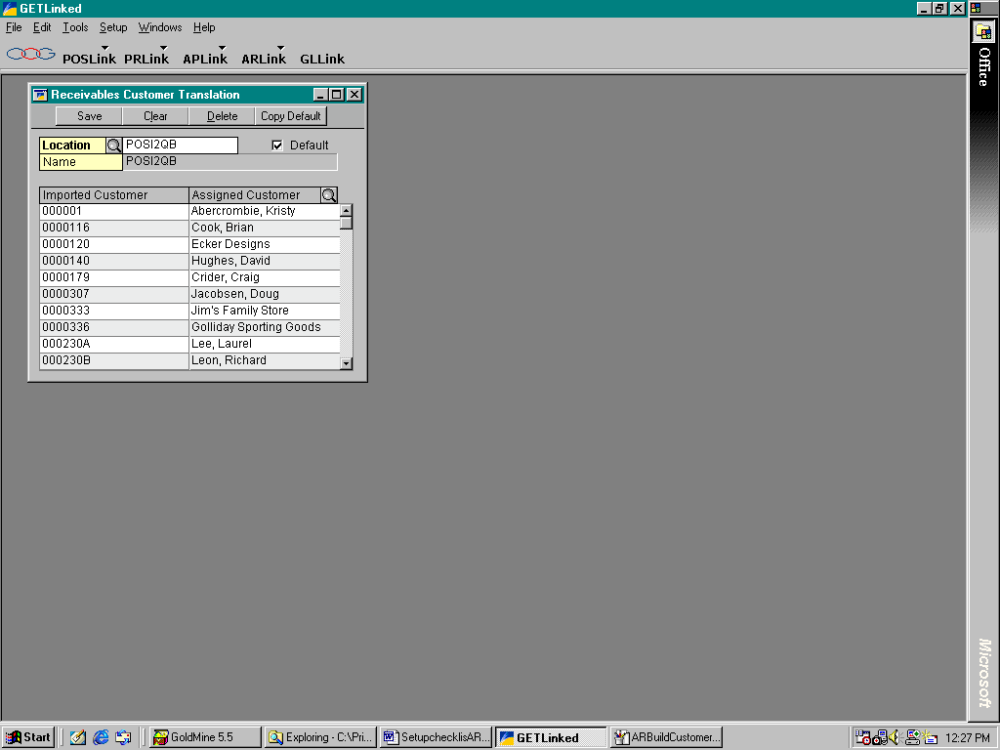 GETLinked
File Edit Tools Setup Windows Help
POSLink PRLink APLink ARLink GLLink
Office
Receivables Customer Translation
Save Clear Delete Copy Default
Location POSI2QB Default
Name POSI2QB
Imported Customer Assigned Customer
000001 Abercrombie, Kristy
0000116 Cook, Brian
0000120 Ecker Designs
0000140 Hughes, David
0000179 Crider, Craig
0000307 Jacobsen, Doug
0000333 Jim's Family Store
0000336 Golliday Sporting Goods
000230A Lee, Laurel
000230B Leon, Richard
Microsoft
Start GoldMine 5.5 Exploring - C:\Pri... SetupchecklisAR... GETLinked ARBuildCustomer... 12:27 PM